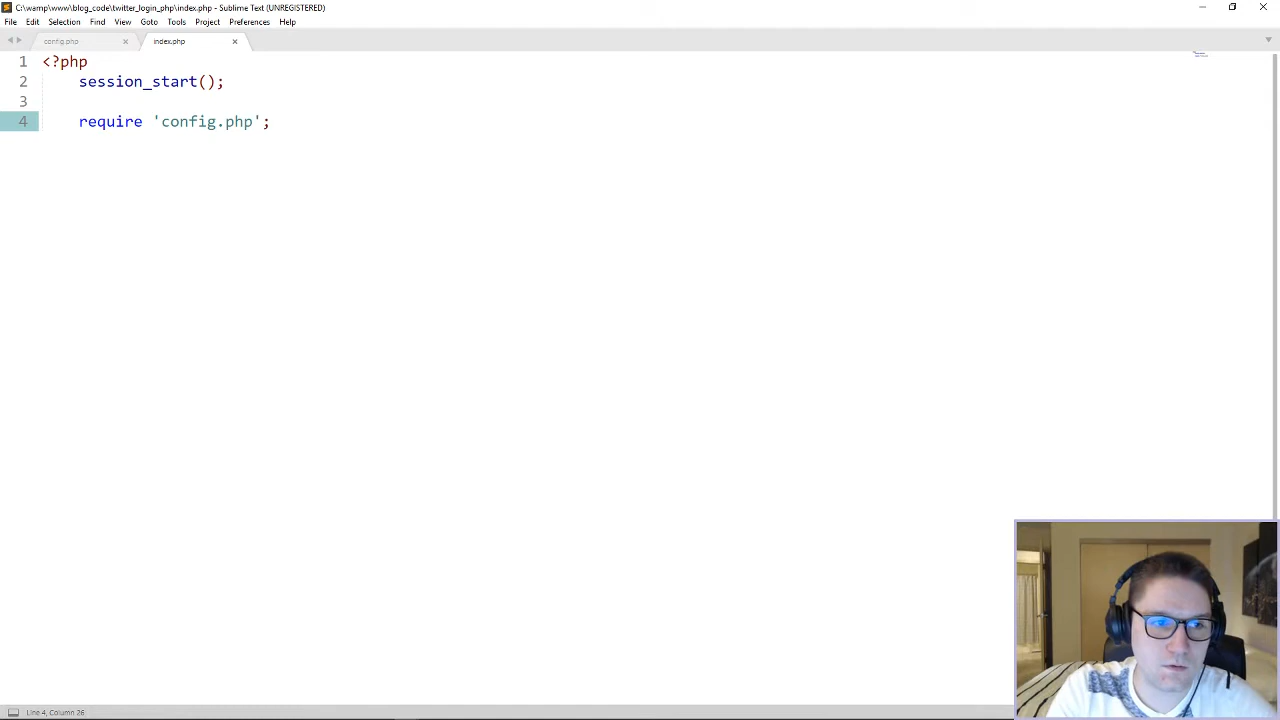 C:\wamp\www\blog_code\twitter_login_php\index.php - Sublime Text (UNREGISTERED)
File Edit Selection Find View Goto Tools Project Preferences Help
config.php index.php
1 <?php
2 session_start();
3
4 require 'config.php';
Line 4, Column 26